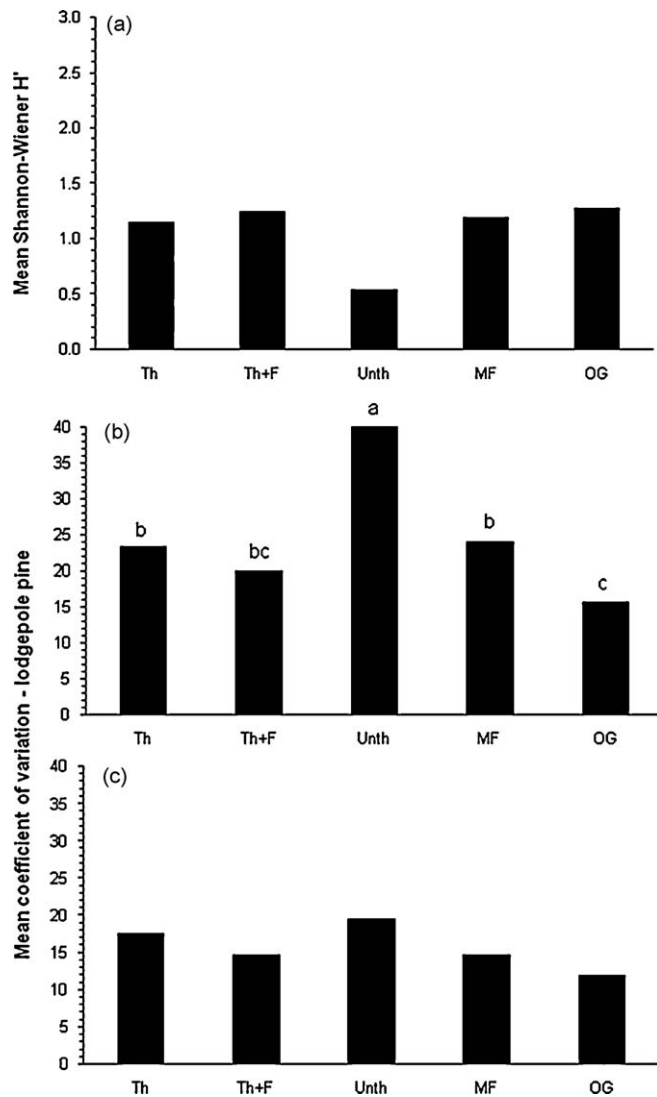 (a)
Mean Shannon-Wiener H'
3.0
2.5
2.0
1.5
1.0
0.5
0.0
Th Th+F Unth MF OG
Mean coefficient of variation - lodgepole pine
(b)
40
35
30
25
20
15
10
5
0
b bc a b c
Th Th+F Unth MF OG
(c)
40
35
30
25
20
15
10
5
0
Th Th+F Unth MF OG